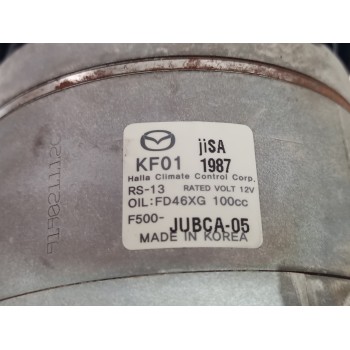 jiSA
KF01 1987
Halla Climate Control Corp.
RS-13 RATED VOLT 12V
OIL:FD46XG 100cc
F500-JUBCA-05
MADE IN KOREA